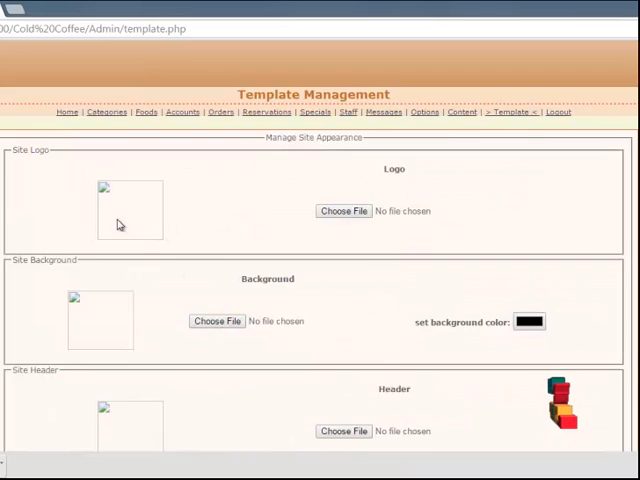 00/Cold%20Coffee/Admin/template.php
Template Management
Home | Categories | Foods | Accounts | Orders | Reservations | Specials | Staff | Messages | Options | Content | > Template < | Logout
Manage Site Appearance
Site Logo
Logo
Choose File No file chosen
Site Background
Background
Choose File No file chosen
set background color:
Site Header
Header
Choose File No file chosen